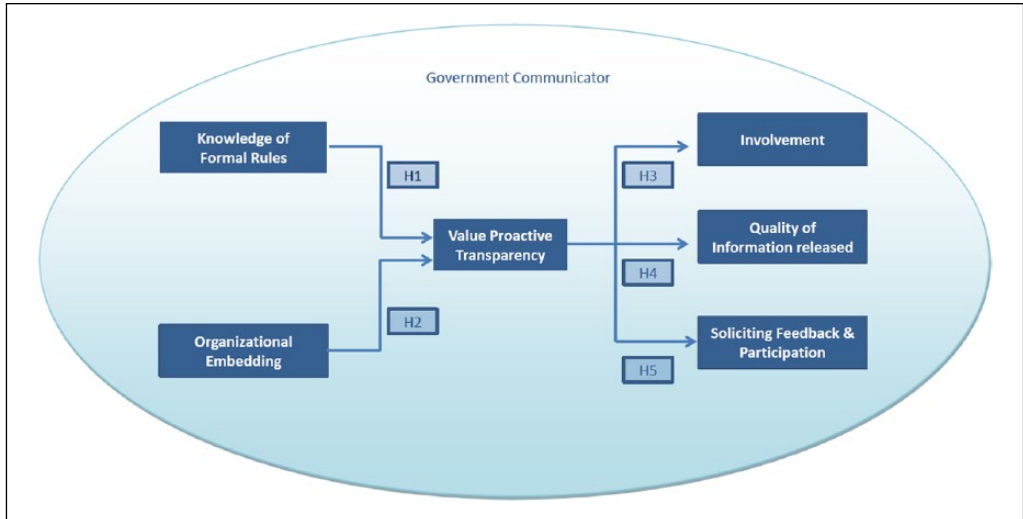 Government Communicator
Knowledge of
Formal Rules
H1
Value Proactive
Transparency
H2
Organizational
Embedding
H3
Involvement
H4
Quality of
Information released
H5
Soliciting Feedback &
Participation